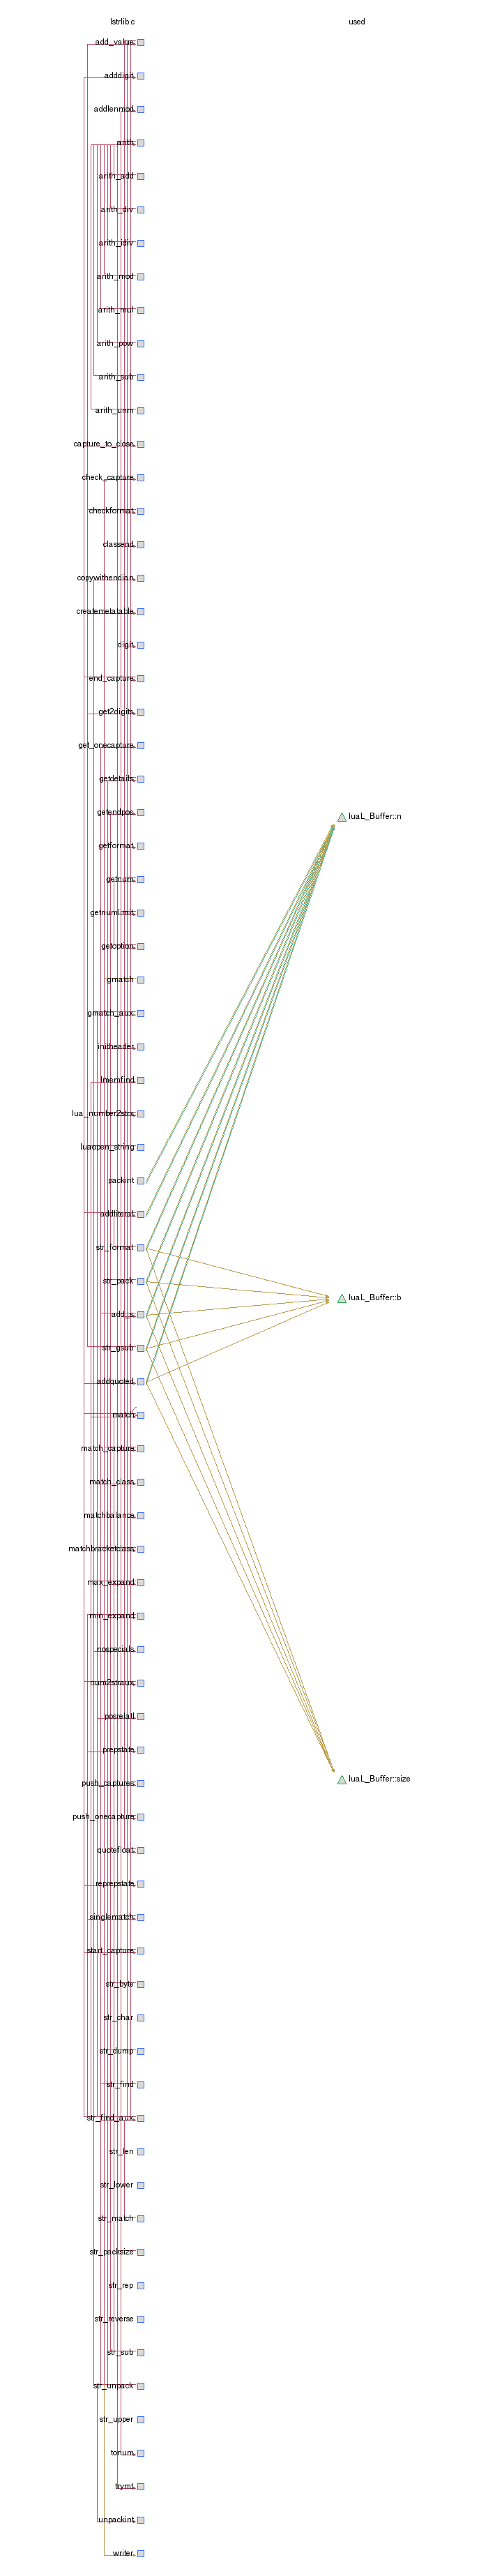 lstrlib.c
used
add_value
adddigit
addlenmod
arith
arith_add
arith_div
arith_idiv
arith_mod
arith_mul
arith_pow
arith_sub
arith_unm
capture_to_close
check_capture
checkformat
classend
copywithendian
createmetatable
digit
end_capture
get2digits
get_onecapture
getdetails
luaL_Buffer::n
getendpos
getformat
getnum
getnumlimit
getoption
gmatch
gmatch_aux
initheader
lmemfind
lua_number2strx
luaopen_string
packint
addliteral
str_format
str_pack
luaL_Buffer::b
add_s
str_gsub
addquoted
match
match_capture
match_class
matchbalance
matchbracketclass
max_expand
min_expand
nospecials
num2straux
posrelatI
prepstate
luaL_Buffer::size
push_captures
push_onecapture
quotefloat
reprepstate
singlematch
start_capture
str_byte
str_char
str_dump
str_find
str_find_aux
str_len
str_lower
str_match
str_packsize
str_rep
str_reverse
str_sub
str_unpack
str_upper
tonum
trymt
unpackint
writer